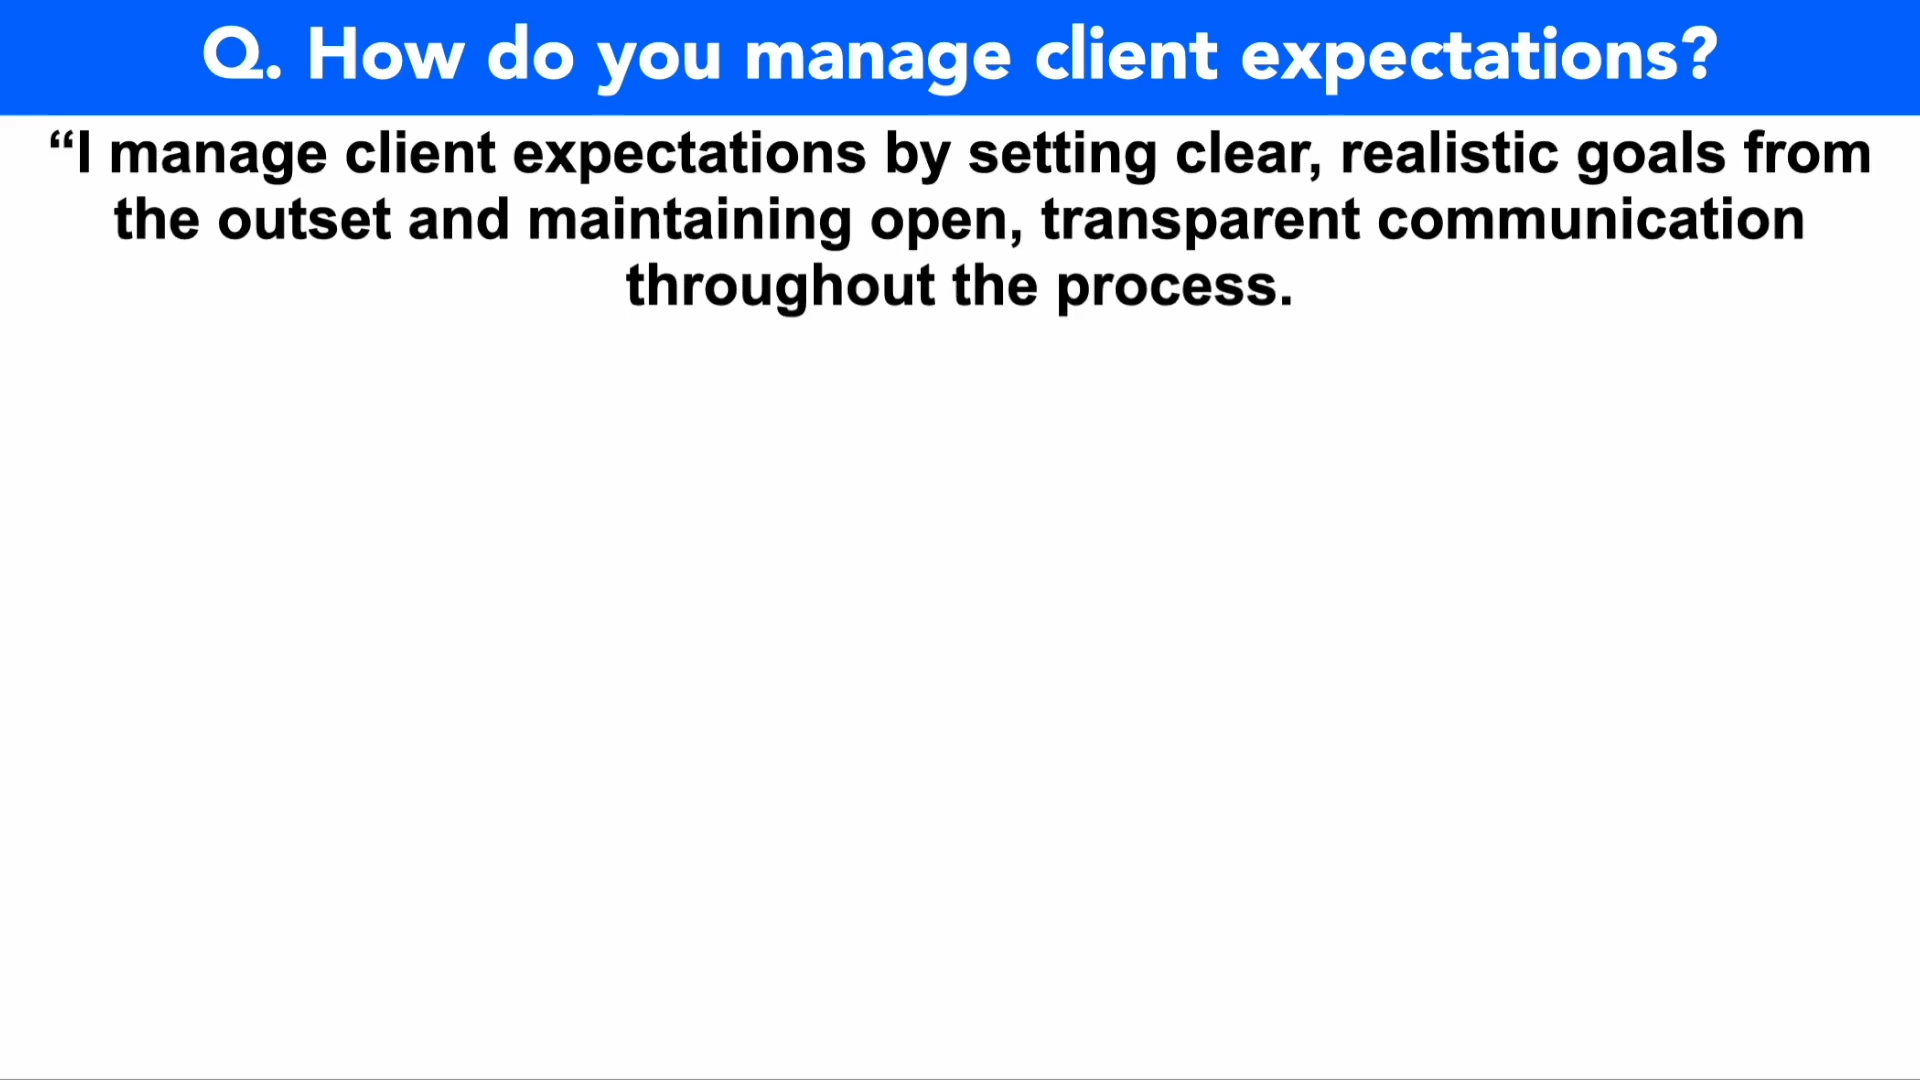 Q. How do you manage client expectations?
“I manage client expectations by setting clear, realistic goals from
the outset and maintaining open, transparent communication
throughout the process.